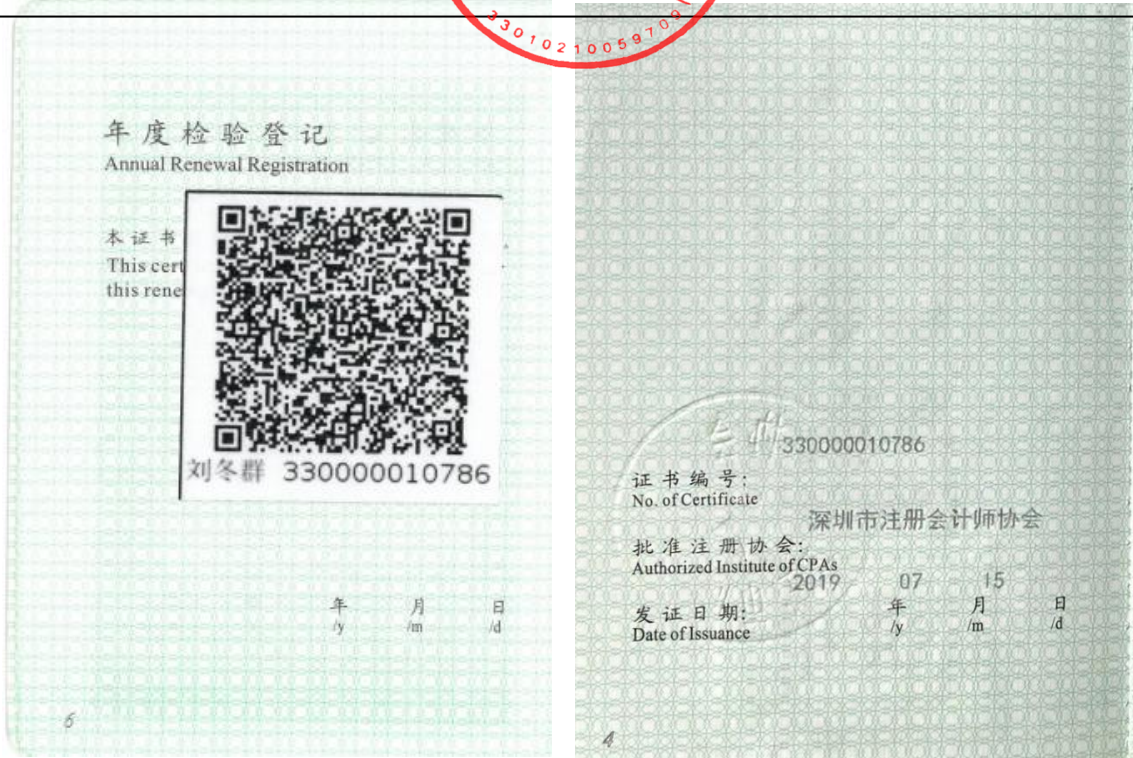 33010210059709
年度检验登记
Annual Renewal Registration
本证书
This cert
this rene
刘冬群 330000010786
年 月 日
/y /m /d
6
330000010786
证书编号:
No. of Certificate
深圳市注册会计师协会
批准注册协会:
Authorized Institute of CPAs
2019 07 15
发证日期: 年 月 日
Date of Issuance /y /m /d
4